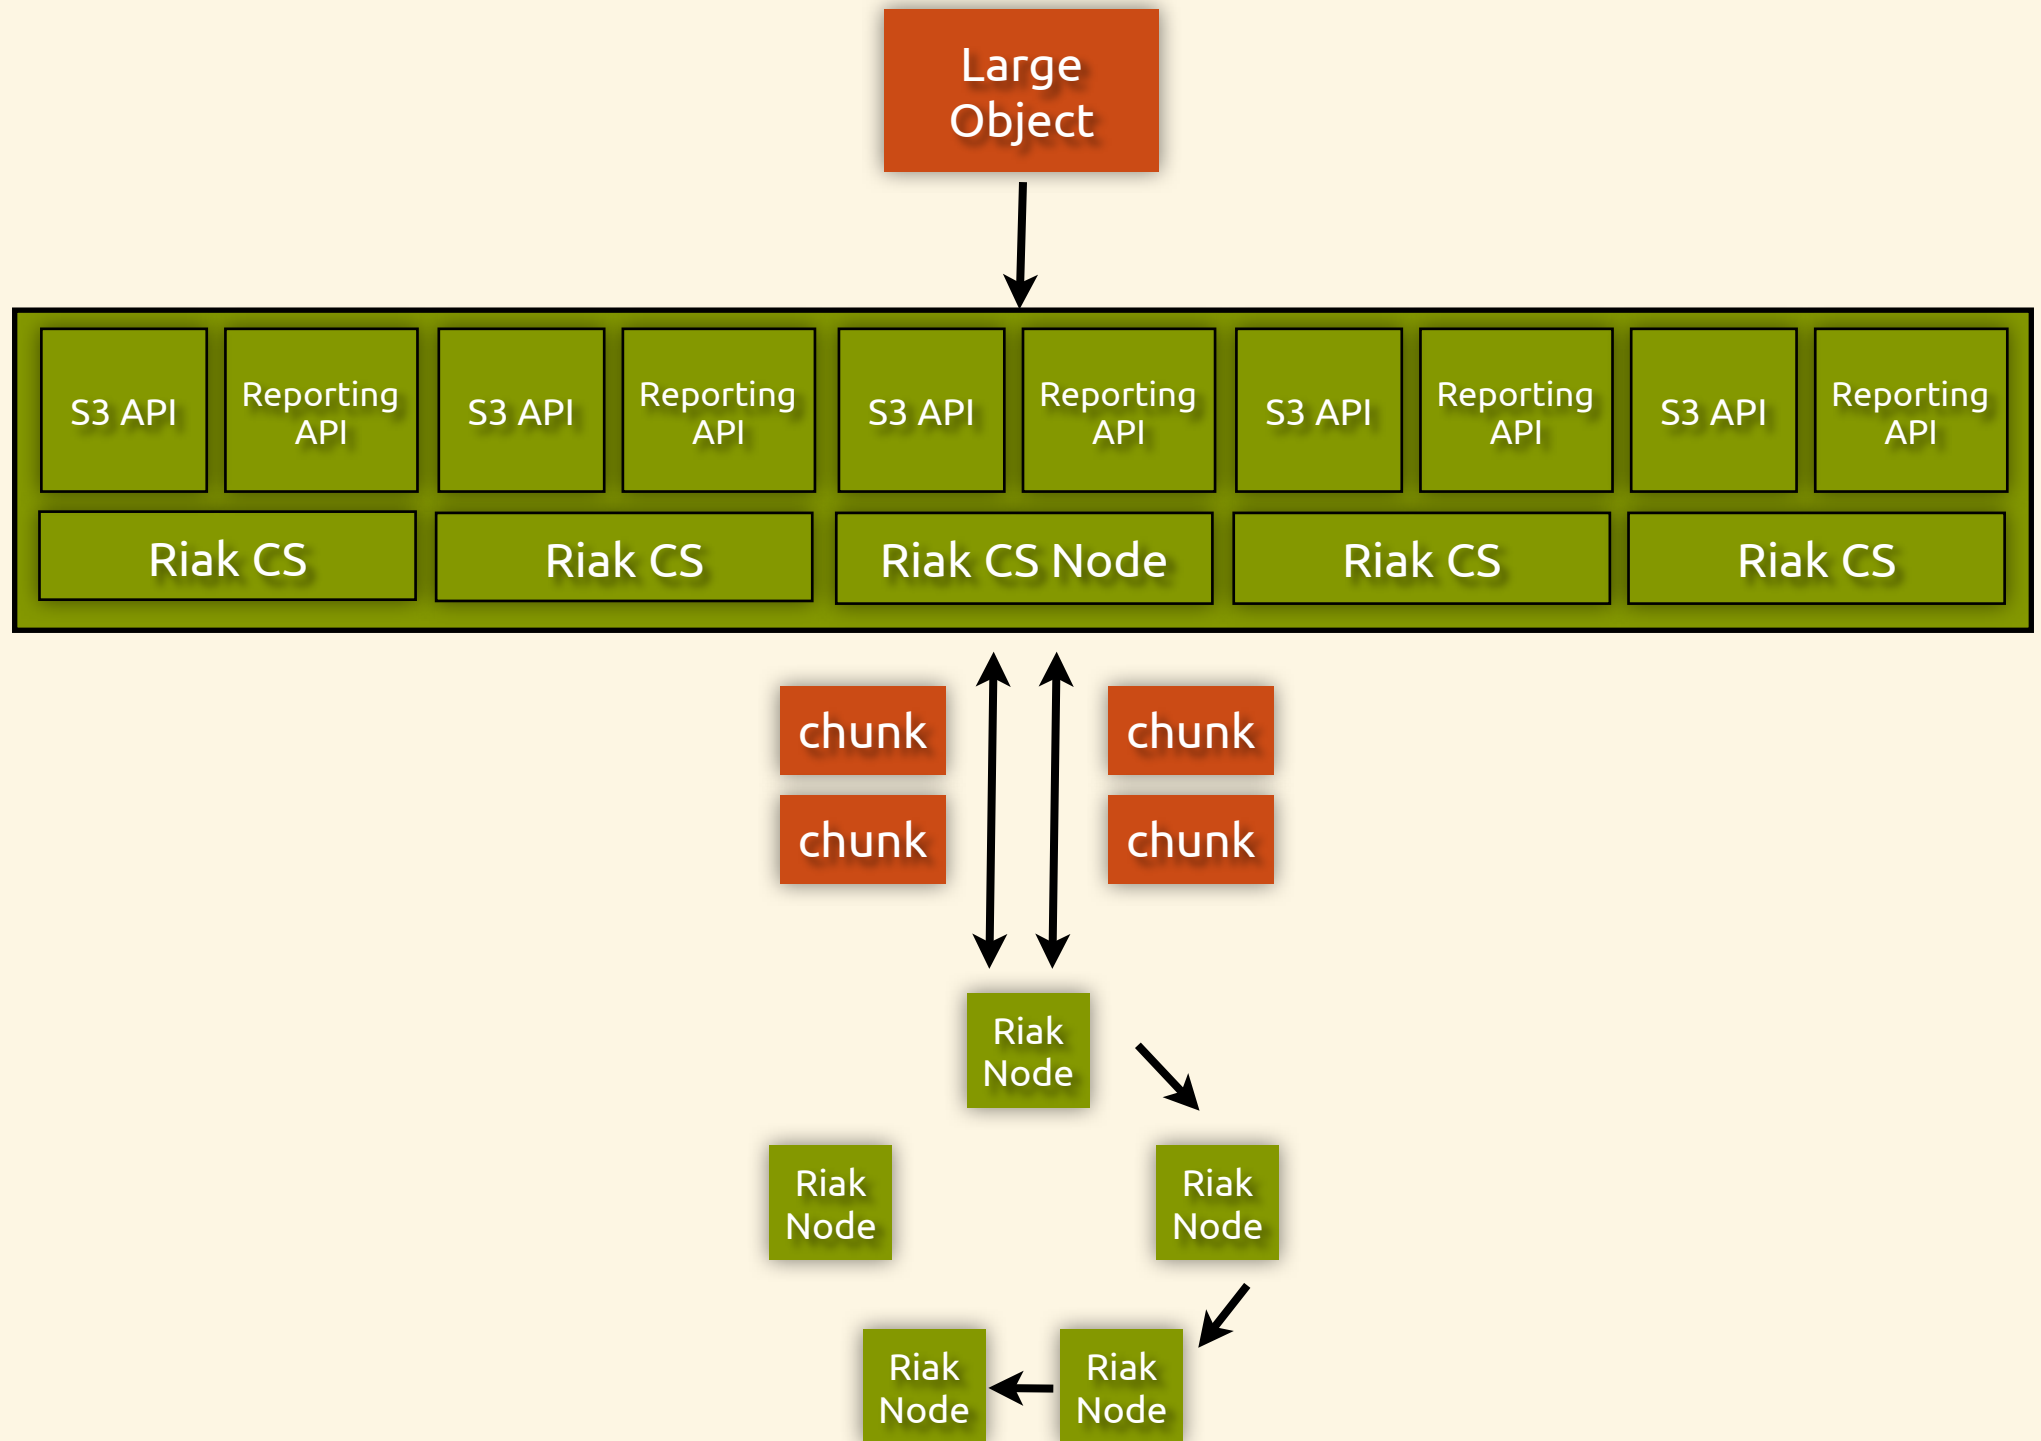 Large
Object
S3 API
Reporting
API
S3 API
Reporting
API
S3 API
Reporting
API
S3 API
Reporting
API
S3 API
Reporting
API
Riak CS
Riak CS
Riak CS Node
Riak CS
Riak CS
chunk
chunk
chunk
chunk
Riak
Node
Riak
Node
Riak
Node
Riak
Node
Riak
Node